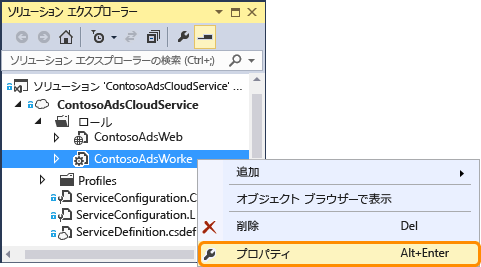 ソリューション エクスプローラー
ソリューション エクスプローラーの検索 (Ctrl+;)
ソリューション 'ContosoAdsCloudService' ...
ContosoAdsCloudService
ロール
ContosoAdsWeb
ContosoAdsWorke
Profiles
ServiceConfiguration.C
ServiceConfiguration.L
ServiceDefinition.csdef
追加
オブジェクト ブラウザーで表示
削除 Del
プロパティ Alt+Enter